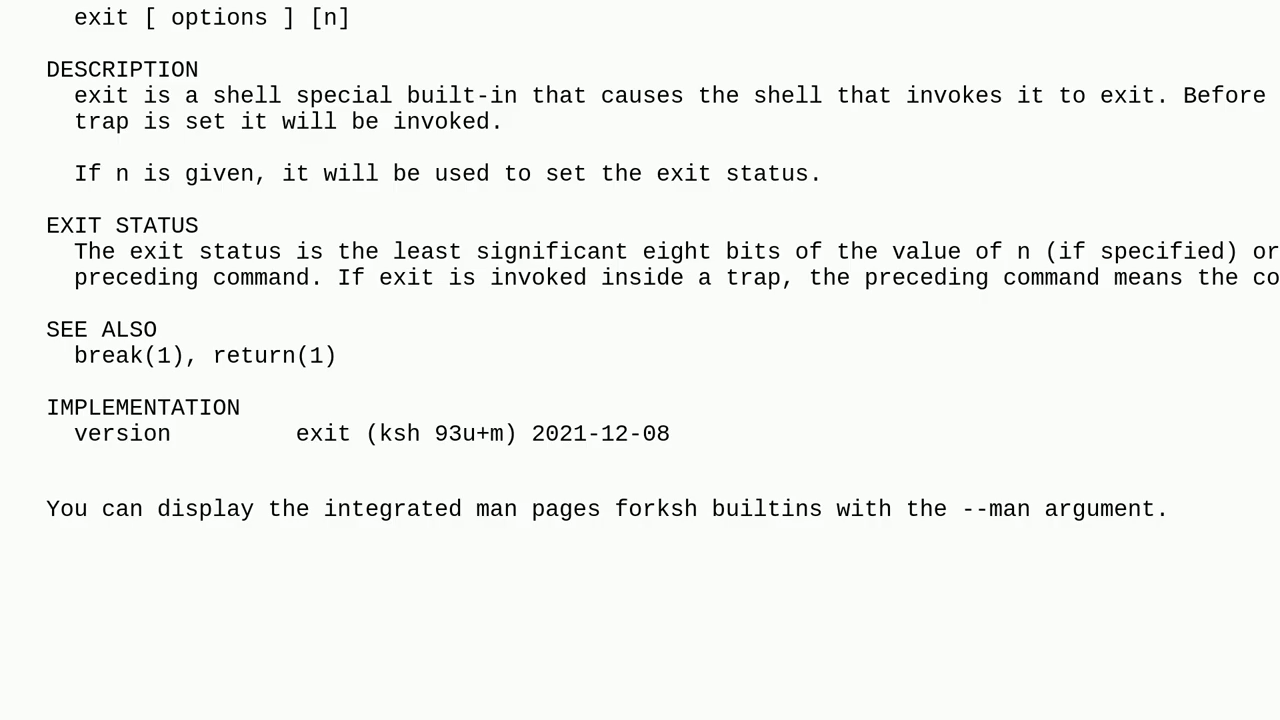 exit [ options ] [n]
DESCRIPTION
exit is a shell special built-in that causes the shell that invokes it to exit. Before
trap is set it will be invoked.
If n is given, it will be used to set the exit status.
EXIT STATUS
The exit status is the least significant eight bits of the value of n (if specified) or
preceding command. If exit is invoked inside a trap, the preceding command means the co
SEE ALSO
break(1), return(1)
IMPLEMENTATION
version         exit (ksh 93u+m) 2021-12-08
You can display the integrated man pages forksh builtins with the --man argument.